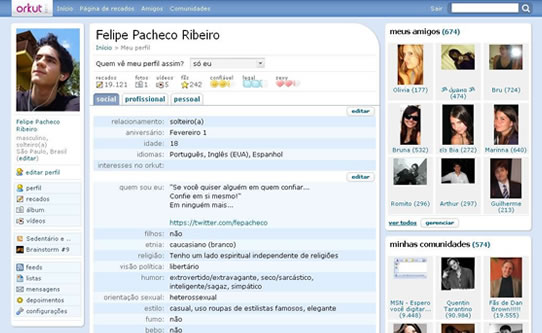 orkut
Início Página de recados Amigos Comunidades
Sair
Felipe Pacheco Ribeiro
Início > Meu perfil
Quem vê meu perfil assim? só eu
recados fotos vídeos fãs confiável legal sexy
19.121 1 5 242
social profissional pessoal
editar
relacionamento: solteiro(a)
aniversário: Fevereiro 1
idade: 18
idiomas: Português, Inglês (EUA), Espanhol
interesses no orkut:
editar
quem sou eu: "Se você quiser alguém em quem confiar...
Confie em si mesmo!"
Em ninguém mais...
https://twitter.com/fepacheco
filhos: não
etnia: caucasiano (branco)
religião: Tenho um lado espiritual independente de religiões
visão política: libertário
humor: extrovertido/extravagante, seco/sarcástico,
inteligente/sagaz, simpático
orientação sexual: heterossexual
estilo: casual, uso roupas de estilistas famosos, elegante
fumo: não
bebo: não
Felipe Pacheco
Ribeiro
masculino,
solteiro(a)
São Paulo, Brasil
(editar)
editar perfil
perfil
recados
álbum
vídeos
Sedentário e ...
Brainstorm #9
feeds
listas
mensagens
depoimentos
configurações
meus amigos (674)
Olivia (177)
(474)
Bru (724)
Bruna (532)
Marinna (640)
Romito (296)
Arthur (297)
Guilherme
(213)
ver todos gerenciar
minhas comunidades (574)
MSN - Espero
você digitar...
Quentin
Tarantino
(90.984)
Fãs de Dan
Brown!!!!!
(19.555)